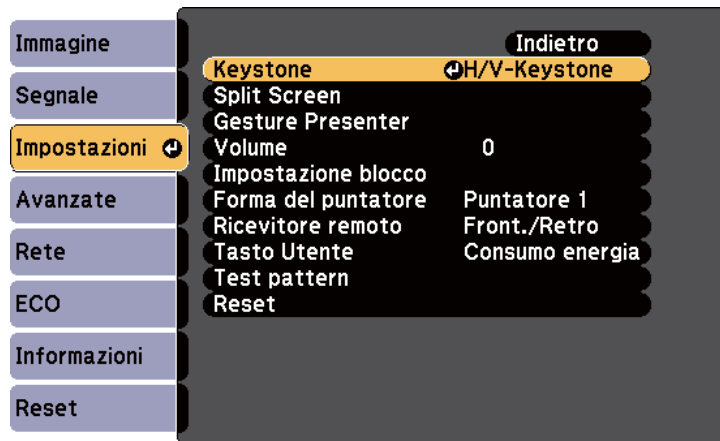 Immagine
Segnale
Impostazioni
Avanzate
Rete
ECO
Informazioni
Reset
Indietro
Keystone H/V-Keystone
Split Screen
Gesture Presenter
Volume 0
Impostazione blocco
Forma del puntatore Puntatore 1
Ricevitore remoto Front./Retro
Tasto Utente Consumo energia
Test pattern
Reset